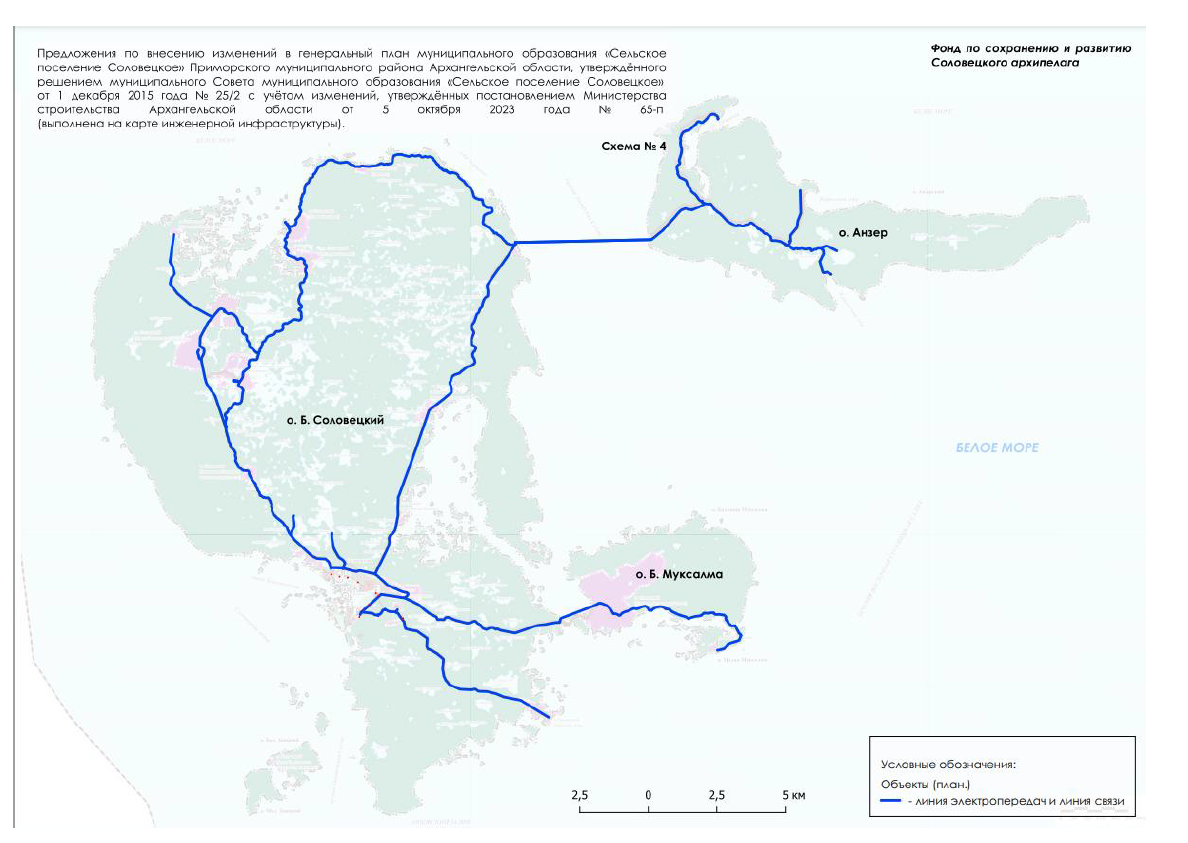 Предложения по внесению изменений в генеральный план муниципального образования «Сельское
поселение Соловецкое» Приморского муниципального района Архангельской области, утверждённого
решением муниципального Совета муниципального образования «Сельское поселение Соловецкое»
от 1 декабря 2015 года № 25/2 с учётом изменений, утверждённых постановлением Министерства
строительства Архангельской области от 5 октября 2023 года № 65-п
(выполнена на карте инженерной инфраструктуры).
Фонд по сохранению и развитию
Соловецкого архипелага
Схема № 4
о. Анзер
о. Б. Соловецкий
БЕЛОЕ МОРЕ
о. Б. Муксалма
2,5 0 2,5 5 км
Условные обозначения:
Объекты (план.)
- линия электропередач и линия связи